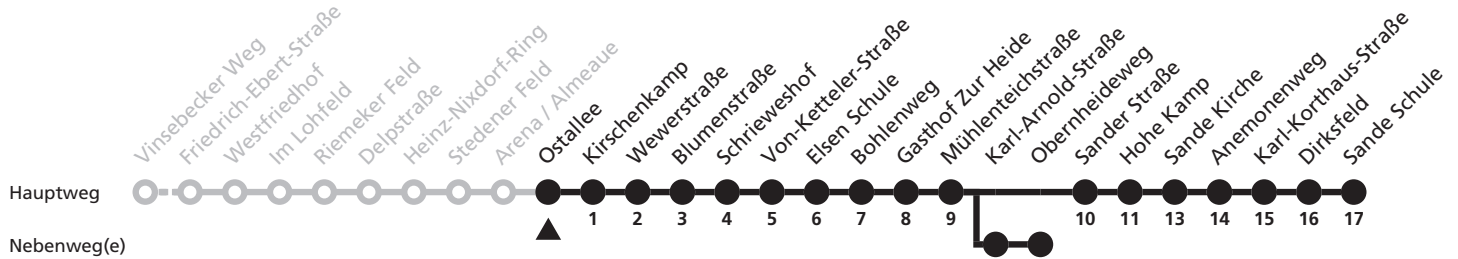 Vinsebecker Weg
Friedrich-Ebert-Straße
Westfriedhof
Im Lohfeld
Riemeker Feld
Delpstraße
Heinz-Nixdorf-Ring
Stedener Feld
Arena / Almeaue
Ostallee
Kirschenkamp
Wewerstraße
Blumenstraße
Schrieweshof
Von-Ketteler-Straße
Elsen Schule
Bohlenweg
Gasthof Zur Heide
Mühlenteichstraße
Karl-Arnold-Straße
Obernheideweg
Sander Straße
Hohe Kamp
Sande Kirche
Anemonenweg
Karl-Korthaus-Straße
Dirksfeld
Sande Schule
Hauptweg
1 2 3 4 5 6 7 8 9 10 11 13 14 15 16 17
Nebenweg(e)